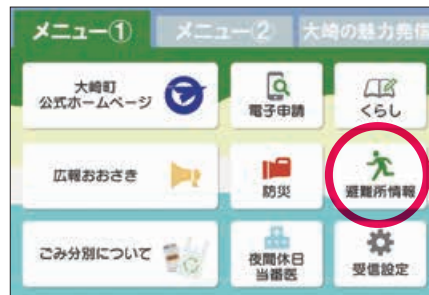 メニュー① メニュー② 大崎の魅力発信
大崎町
公式ホームページ
電子申請
くらし
広報おおさき
防災
避難所情報
ごみ分別について
夜間休日
当番医
受信設定